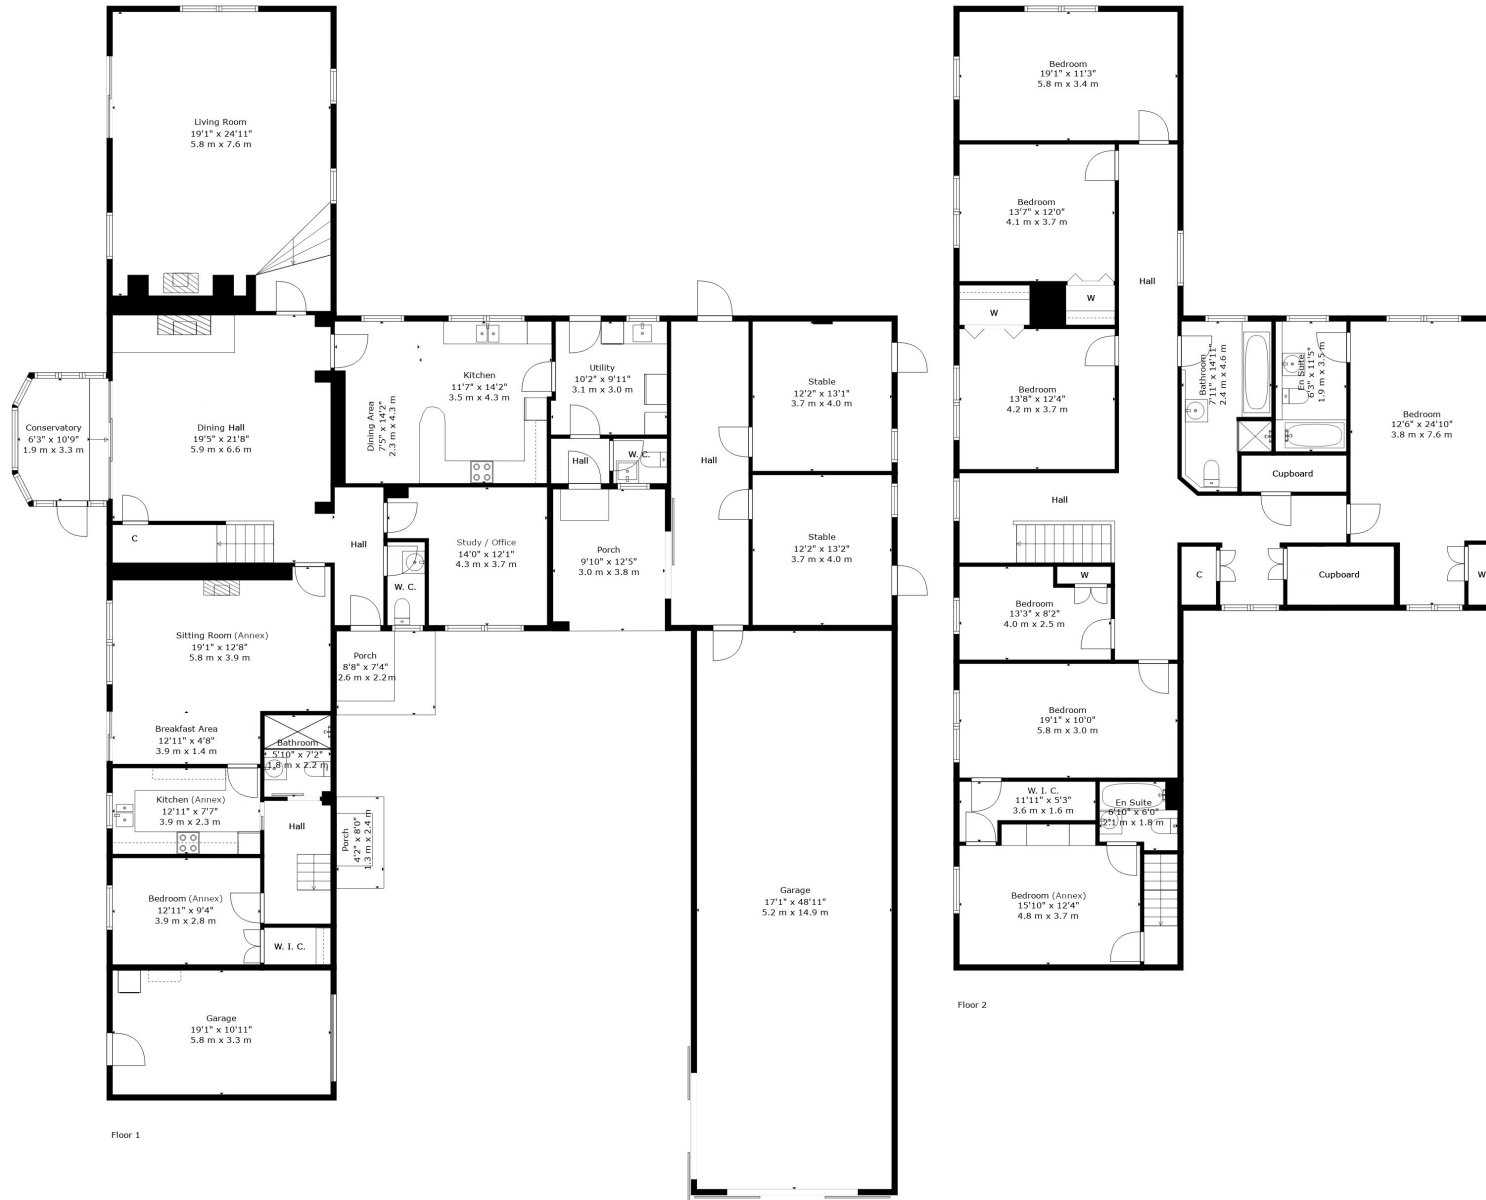 Living Room
19'1" x 24'11"
5.8 m x 7.6 m
Conservatory
6'3" x 10'9"
1.9 m x 3.3 m
Dining Hall
19'5" x 21'8"
5.9 m x 6.6 m
C
Dining Area
7'5" x 14'2"
2.3 m x 4.3 m
Kitchen
11'7" x 14'2"
3.5 m x 4.3 m
Utility
10'2" x 9'11"
3.1 m x 3.0 m
Hall
W. C.
Hall
Stable
12'2" x 13'1"
3.7 m x 4.0 m
Stable
12'2" x 13'2"
3.7 m x 4.0 m
Hall
W. C.
Study / Office
14'0" x 12'1"
4.3 m x 3.7 m
Porch
9'10" x 12'5"
3.0 m x 3.8 m
Porch
8'8" x 7'4"
2.6 m x 2.2m
Sitting Room (Annex)
19'1" x 12'8"
5.8 m x 3.9 m
Breakfast Area
12'11" x 4'8"
3.9 m x 1.4 m
Bathroom
5'10" x 7'2"
1.8 m x 2.2 m
Kitchen (Annex)
12'11" x 7'7"
3.9 m x 2.3 m
Hall
Porch
4'2" x 8'0"
1.3 m x 2.4 m
Bedroom (Annex)
12'11" x 9'4"
3.9 m x 2.8 m
W. I. C.
Garage
19'1" x 10'11"
5.8 m x 3.3 m
Garage
17'1" x 48'11"
5.2 m x 14.9 m
Floor 1
Bedroom
19'1" x 11'3"
5.8 m x 3.4 m
Bedroom
13'7" x 12'0"
4.1 m x 3.7 m
Hall
W
W
Bedroom
13'8" x 12'4"
4.2 m x 3.7 m
Bathroom
7'11" x 14'11"
2.4 m x 4.6 m
En Suite
6'3" x 11'5"
1.9 m x 3.5 m
Bedroom
12'6" x 24'10"
3.8 m x 7.6 m
Cupboard
Hall
C
Cupboard
W
W
Bedroom
13'3" x 8'2"
4.0 m x 2.5 m
Bedroom
19'1" x 10'0"
5.8 m x 3.0 m
W. I. C.
11'11" x 5'3"
3.6 m x 1.6 m
En Suite
6'10" x 6'0"
2.1 m x 1.8 m
Bedroom (Annex)
15'10" x 12'4"
4.8 m x 3.7 m
Floor 2